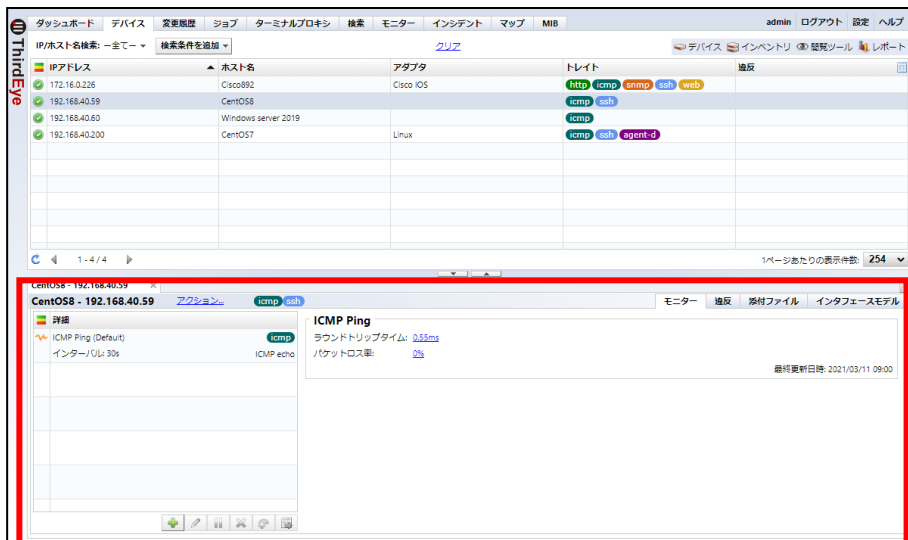 ThirdEye
ダッシュボード デバイス 変更履歴 ジョブ ターミナルプロキシ 検索 モニター インシデント マップ MIB admin ログアウト 設定 ヘルプ
IP/ホスト名検索: ー全てー 検索条件を追加 クリア デバイス インベントリ 閲覧ツール レポート
IPアドレス ホスト名 アダプタ トレイト 違反
172.16.0.226 Cisco892 Cisco IOS http icmp snmp ssh web
192.168.40.59 CentOS8 icmp ssh
192.168.40.60 Windows server 2019 icmp
192.168.40.200 CentOS7 Linux icmp ssh agent-d
1 - 4 / 4 1ページあたりの表示件数: 254
CentOS8 - 192.168.40.59
CentOS8 - 192.168.40.59 アクション... icmp ssh モニター 違反 添付ファイル インタフェースモデル
詳細
ICMP Ping (Default) icmp
インターバル: 30s ICMP echo
ICMP Ping
ラウンドトリップタイム: 0.55ms
パケットロス率: 0%
最終更新日時: 2021/03/11 09:00